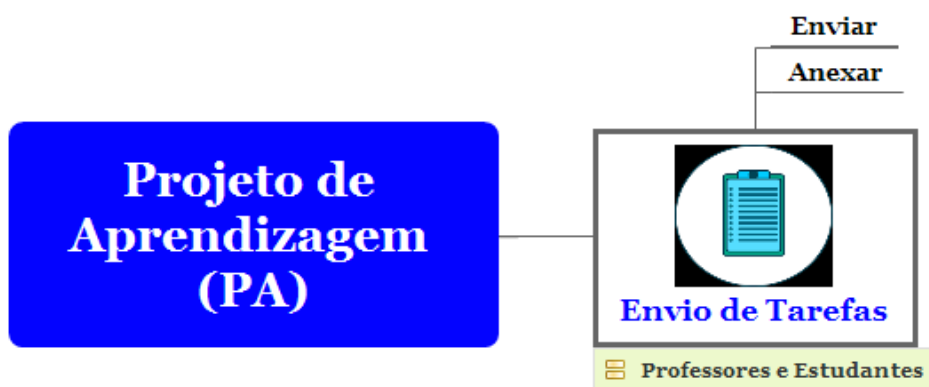 Enviar
Anexar
Projeto de
Aprendizagem
(PA)
Envio de Tarefas
Professores e Estudantes